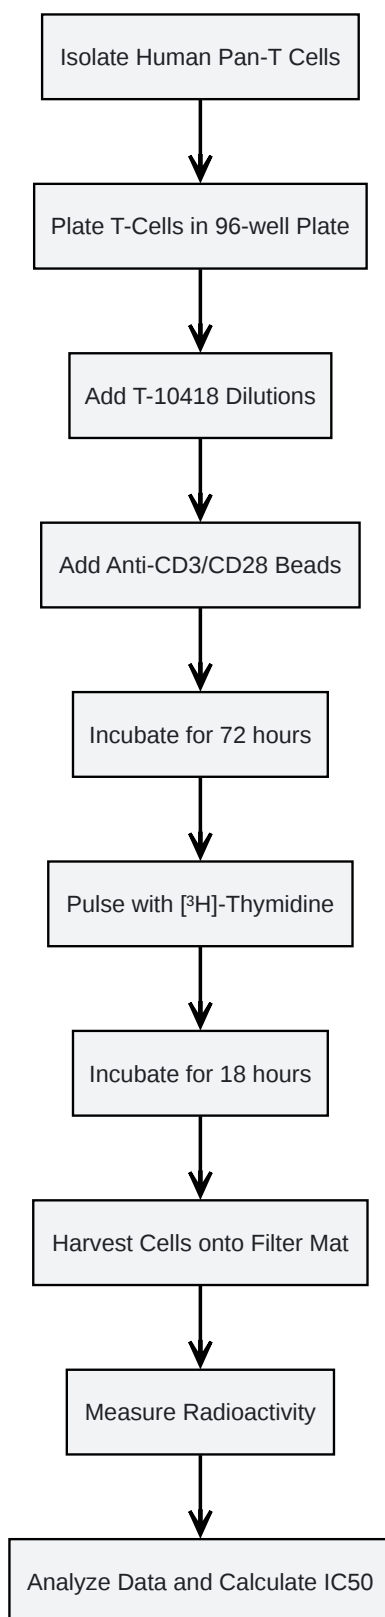 Isolate Human Pan-T Cells
Plate T-Cells in 96-well Plate
Add T-10418 Dilutions
Add Anti-CD3/CD28 Beads
Incubate for 72 hours
Pulse with [³H]-Thymidine
Incubate for 18 hours
Harvest Cells onto Filter Mat
Measure Radioactivity
Analyze Data and Calculate IC50